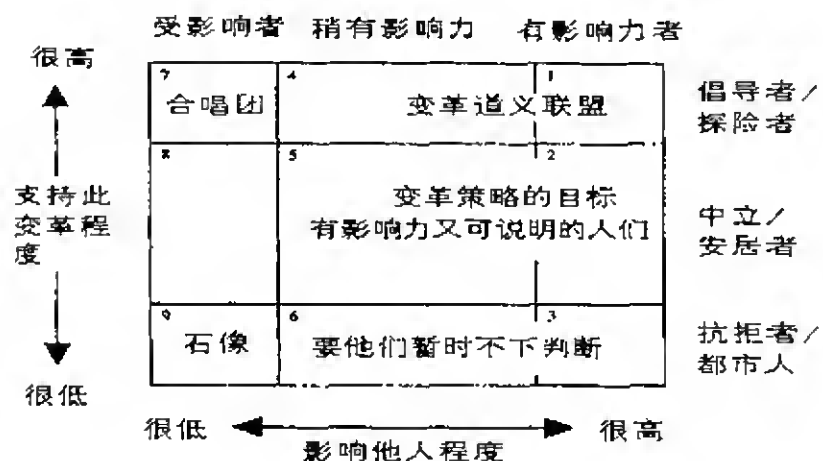 受影响者 稍有影响力 有影响力者
很高
7 4 1
合唱团 变革道义联盟
倡导者/
探险者
8 5 2
支持此
变革程
度
变革策略的目标
有影响力又可说明的人们
中立/
安居者
9 6 3
石像 要他们暂时不下判断
抗拒者/
都市人
很低
很低 很高
影响他人程度